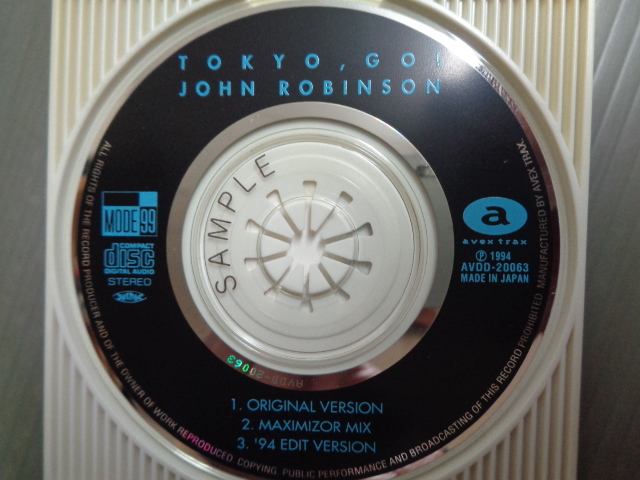 TOKYO, GO!
JOHN ROBINSON
SAMPLE
MODE 99
COMPACT
disc
DIGITAL AUDIO
STEREO
a
avex trax
Ⓟ 1994
AVDD-20063
MADE IN JAPAN
AVDD-20063
1. ORIGINAL VERSION
2. MAXIMIZOR MIX
3. '94 EDIT VERSION
ALL RIGHTS OF THE RECORD PRODUCER AND OF THE OWNER OF WORK REPRODUCED. COPYING, PUBLIC PERFORMANCE AND BROADCASTING OF THIS RECORD PROHIBITED. MANUFACTURED BY AVEX TRAX